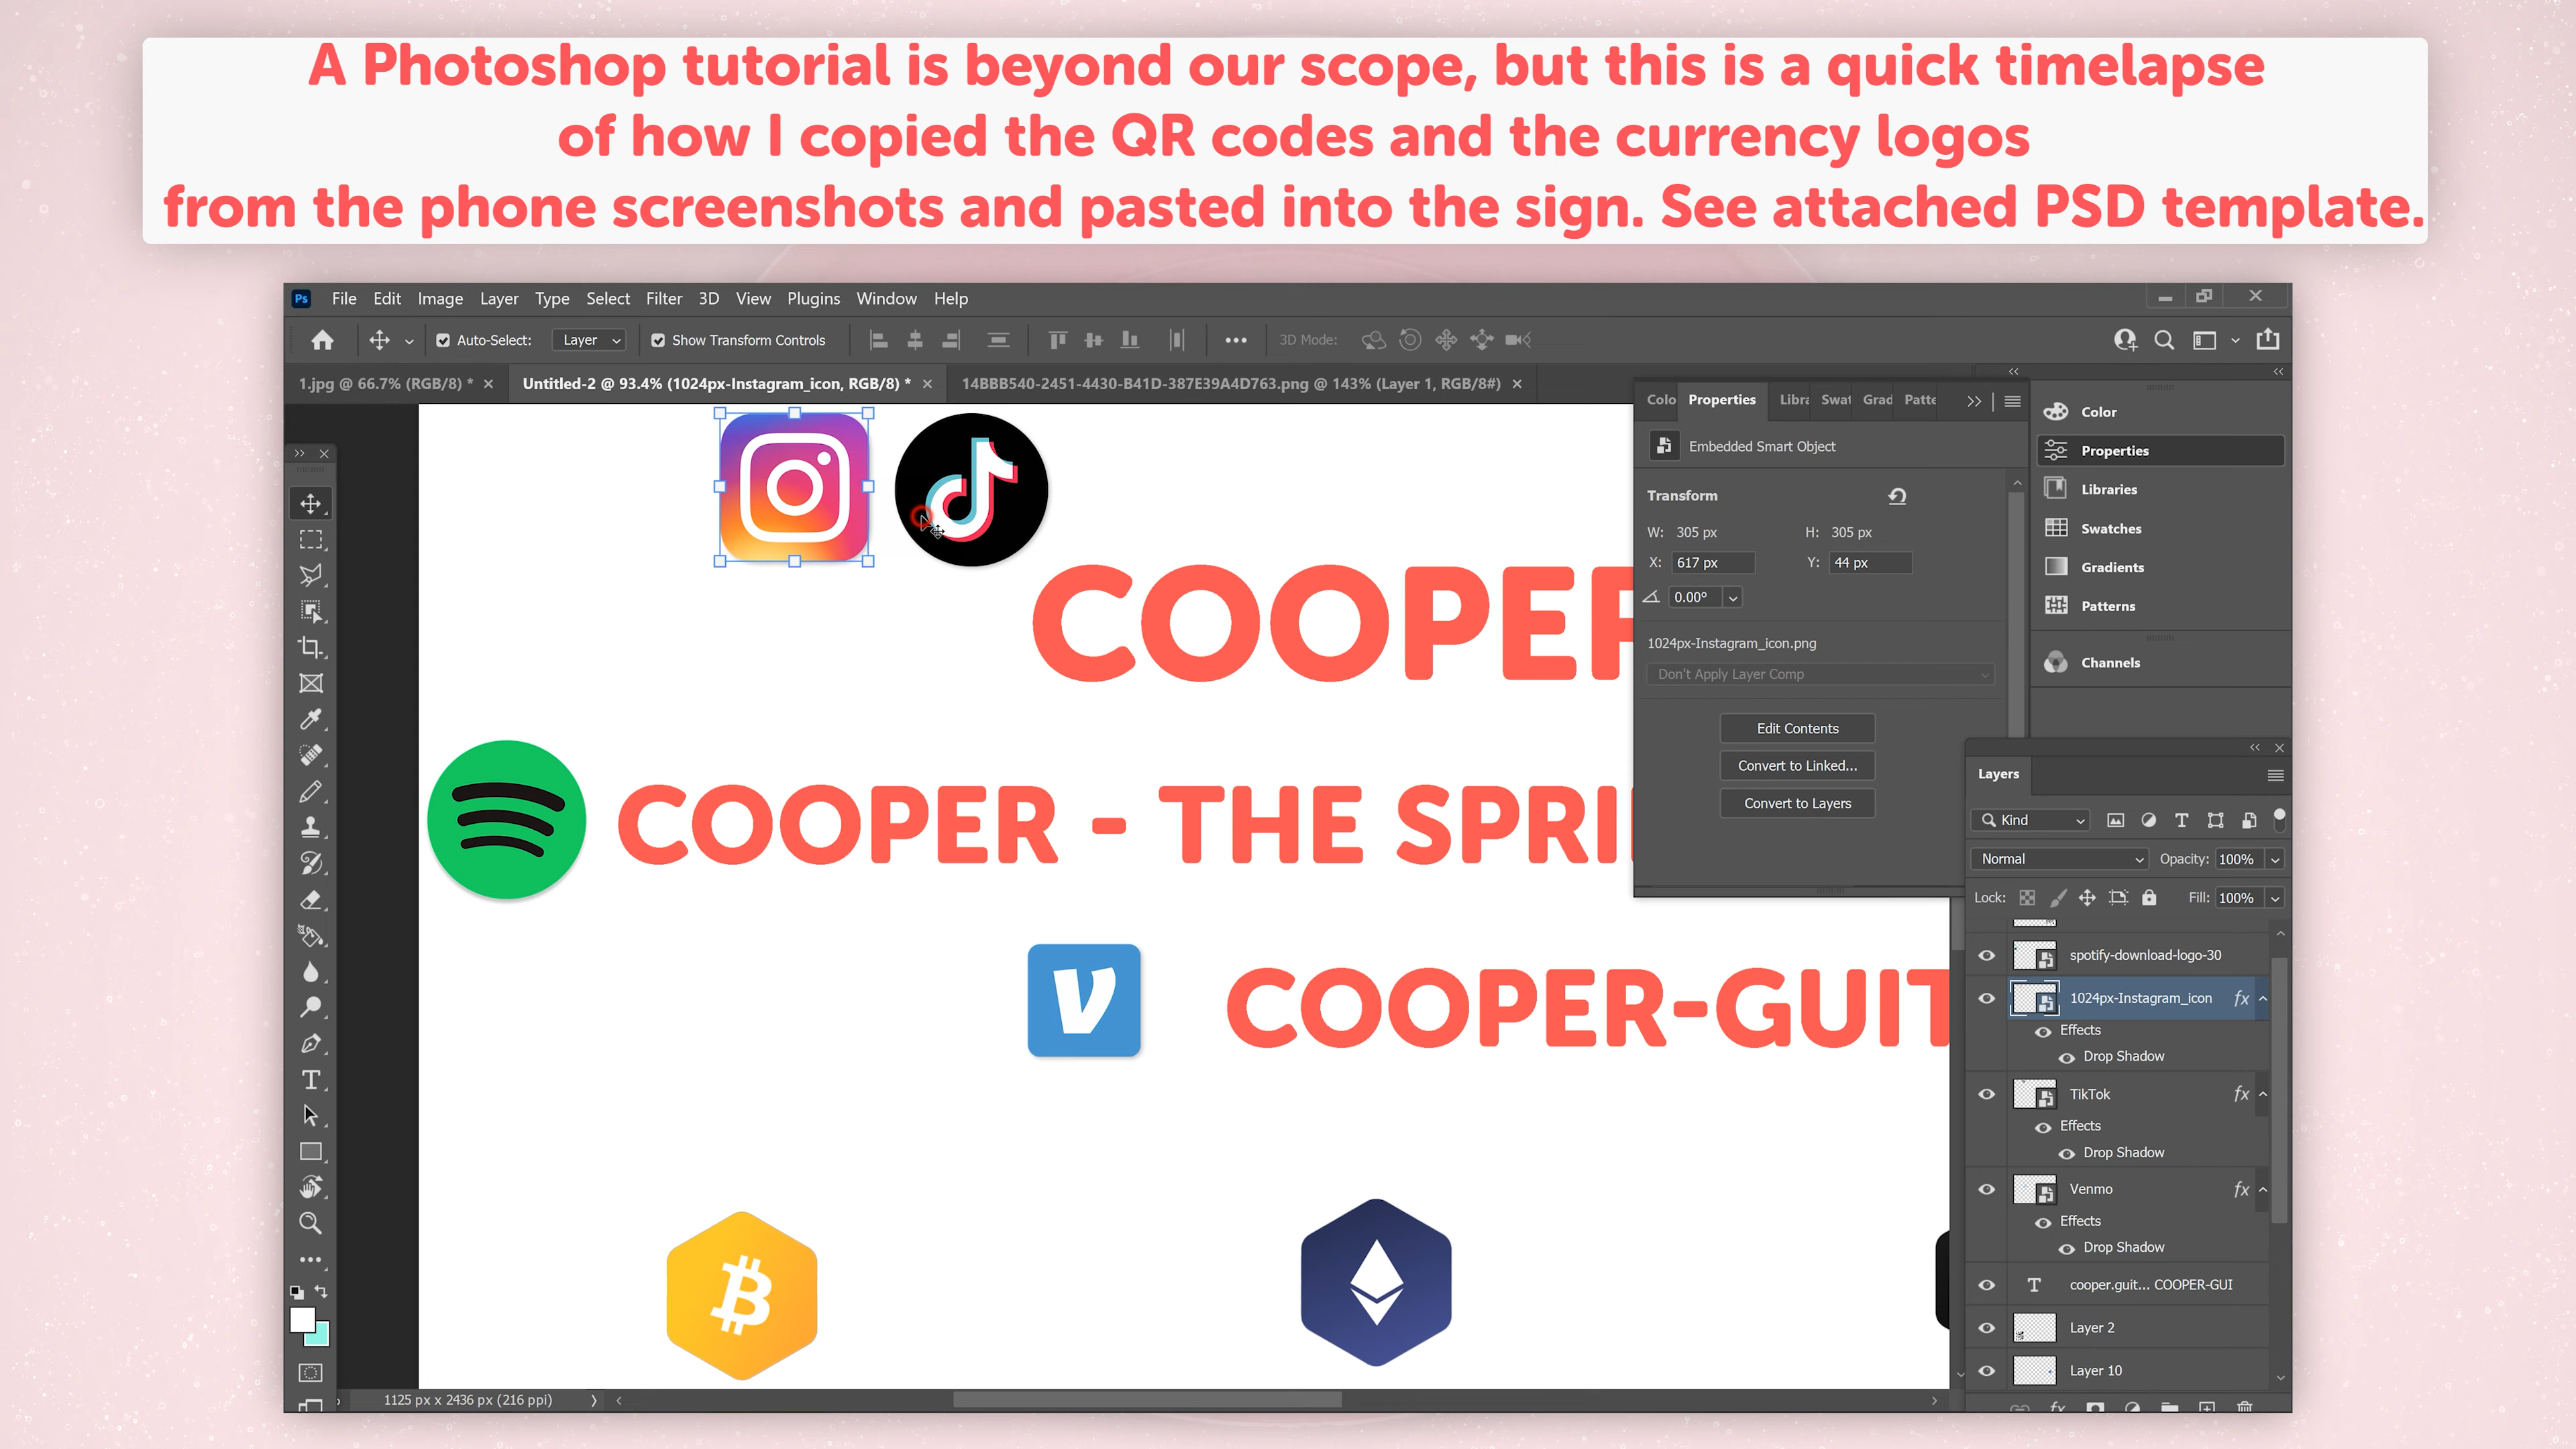 A Photoshop tutorial is beyond our scope, but this is a quick timelapse
of how I copied the QR codes and the currency logos
from the phone screenshots and pasted into the sign. See attached PSD template.
Ps File Edit Image Layer Type Select Filter 3D View Plugins Window Help
Auto-Select: Layer Show Transform Controls 3D Mode:
1.jpg @ 66.7% (RGB/8) * Untitled-2 @ 93.4% (1024px-Instagram_icon, RGB/8) * 14BBB540-2451-4430-B41D-387E39A4D763.png @ 143% (Layer 1, RGB/8#)
Colo Properties Libra Swat Grad Patte
Embedded Smart Object
Transform
W: 305 px H: 305 px
X: 617 px Y: 44 px
0.00°
1024px-Instagram_icon.png
Don't Apply Layer Comp
Edit Contents
Convert to Linked...
Convert to Layers
Color
Properties
Libraries
Swatches
Gradients
Patterns
Channels
COOPER
COOPER - THE SPRI
COOPER-GUIT
Layers
Kind
Normal Opacity: 100%
Lock: Fill: 100%
spotify-download-logo-30
1024px-Instagram_icon fx
Effects
Drop Shadow
TikTok fx
Effects
Drop Shadow
Venmo fx
Effects
Drop Shadow
cooper.guit... COOPER-GUI
Layer 2
Layer 10
1125 px x 2436 px (216 ppi)